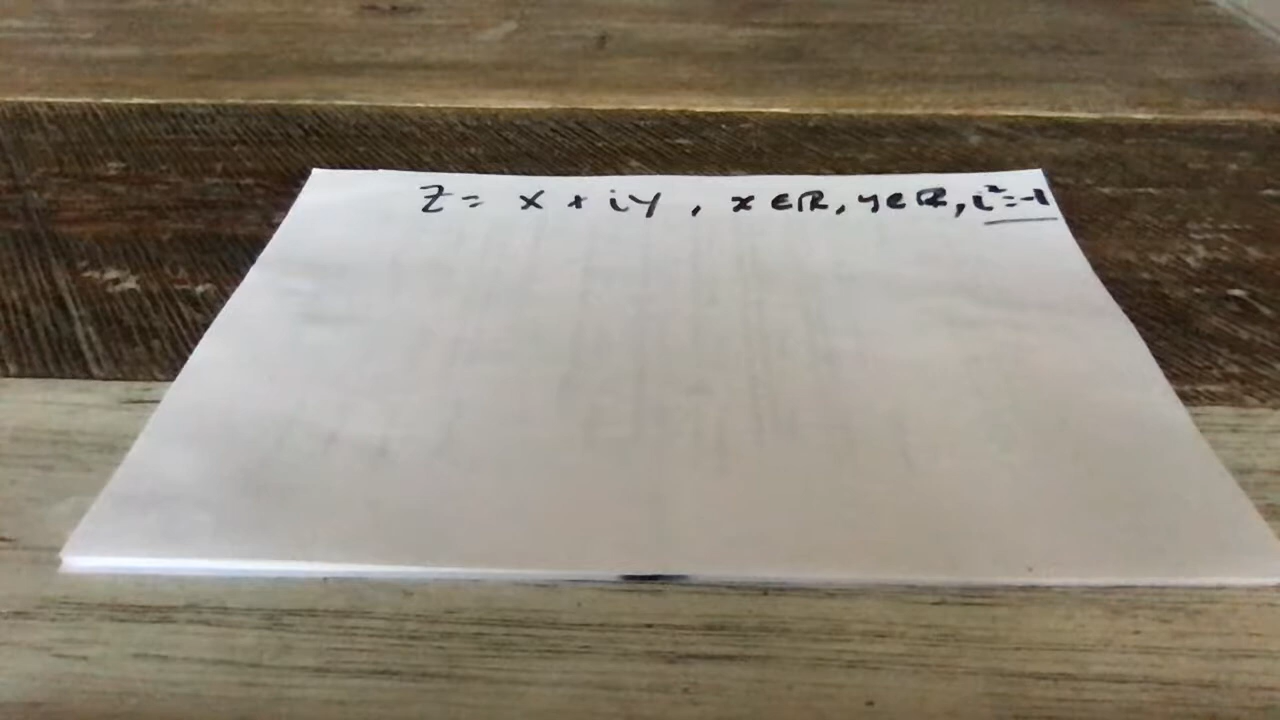 z = x + iy , x ∈ ℝ, y ∈ ℝ, i² = -1